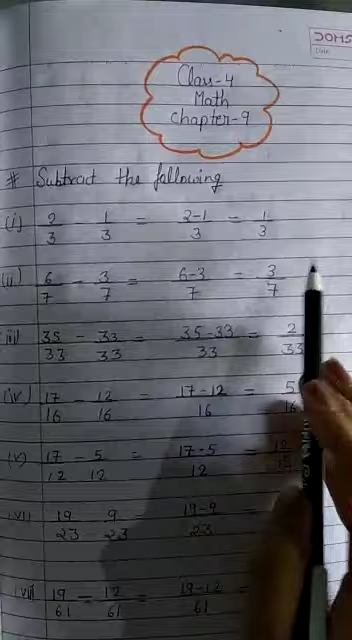 DOMS
Date
Class-4
Math
Chapter-9
# Subtract the following
(i) 2/3 1/3 = 2-1/3 = 1/3
(ii) 6/7 - 3/7 = 6-3/7 = 3/7
(iii) 35/33 - 33/33 = 35-33/33 = 2/33
(iv) 17/16 - 12/16 = 17-12/16 = 5/16
(v) 17/12 - 5/12 = 17-5/12 = 12/12
(vi) 19/23 9/23 19-9/23 =
(vii) 19/61 - 12/61 = 19-12/61 =